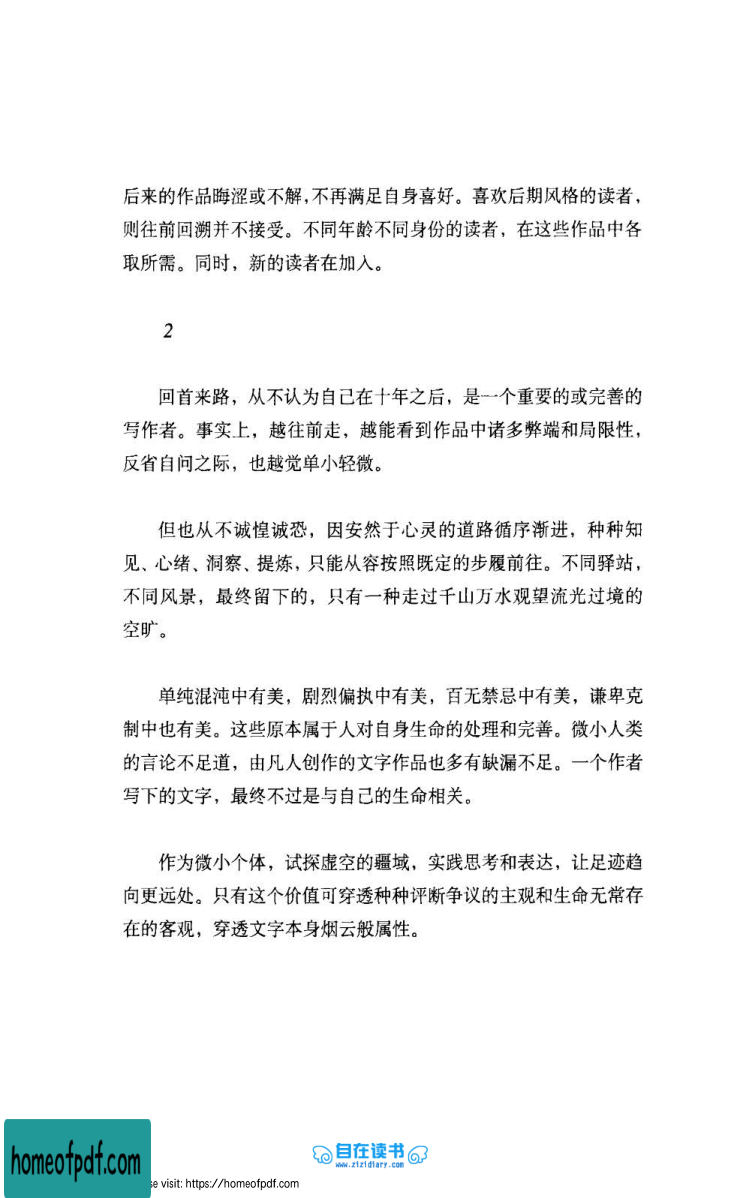 后来的作品晦涩或不解，不再满足自身喜好。喜欢后期风格的读者，
则往前回溯并不接受。不同年龄不同身份的读者，在这些作品中各
取所需。同时，新的读者在加入。
2
回首来路，从不认为自己在十年之后，是一个重要的或完善的
写作者。事实上，越往前走，越能看到作品中诸多弊端和局限性，
反省自问之际，也越觉单小轻微。
但也从不诚惶诚恐，因安然于心灵的道路循序渐进，种种知
见、心绪、洞察、提炼，只能从容按照既定的步履前往。不同驿站，
不同风景，最终留下的，只有一种走过千山万水观望流光过境的
空旷。
单纯混沌中有美，剧烈偏执中有美，百无禁忌中有美，谦卑克
制中也有美。这些原本属于人对自身生命的处理和完善。微小人类
的言论不足道，由凡人创作的文字作品也多有缺漏不足。一个作者
写下的文字，最终不过是与自己的生命相关。
作为微小个体，试探虚空的疆域，实践思考和表达，让足迹趋
向更远处。只有这个价值可穿透种种评断争议的主观和生命无常存
在的客观，穿透文字本身烟云般属性。
自在读书
www.zizidiary.com
homeofpdf.com
se visit: https://homeofpdf.com